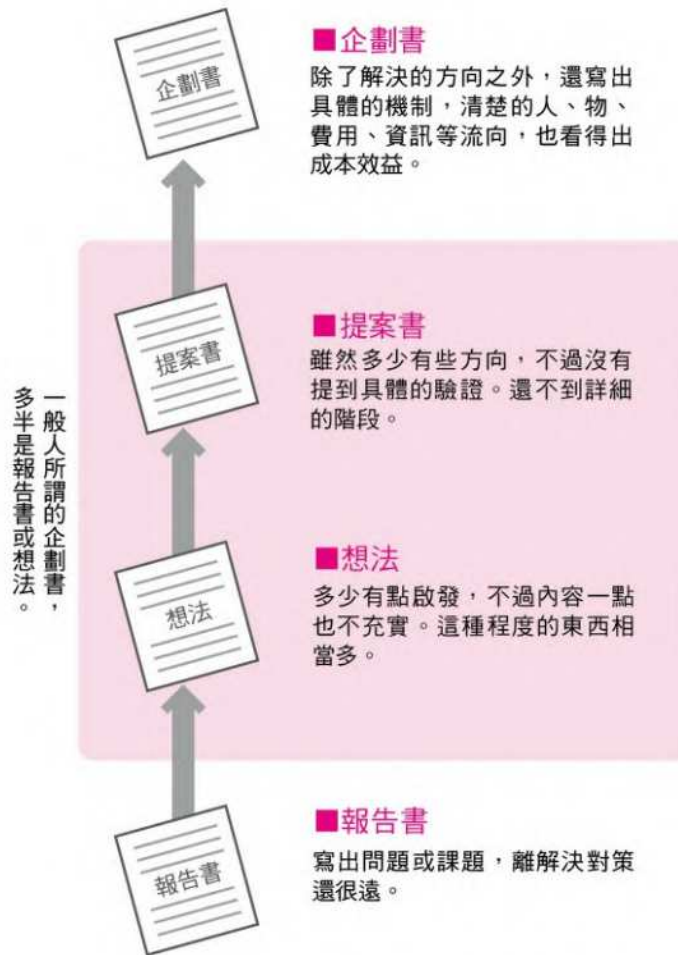 企劃書
■企劃書
除了解決的方向之外，還寫出
具體的機制，清楚的人、物、
費用、資訊等流向，也看得出
成本效益。
提案書
■提案書
雖然多少有些方向，不過沒有
提到具體的驗證。還不到詳細
的階段。
一般人所謂的企劃書，
多半是報告書或想法。
想法
■想法
多少有點啟發，不過內容一點
也不充實。這種程度的東西相
當多。
報告書
■報告書
寫出問題或課題，離解決對策
還很遠。